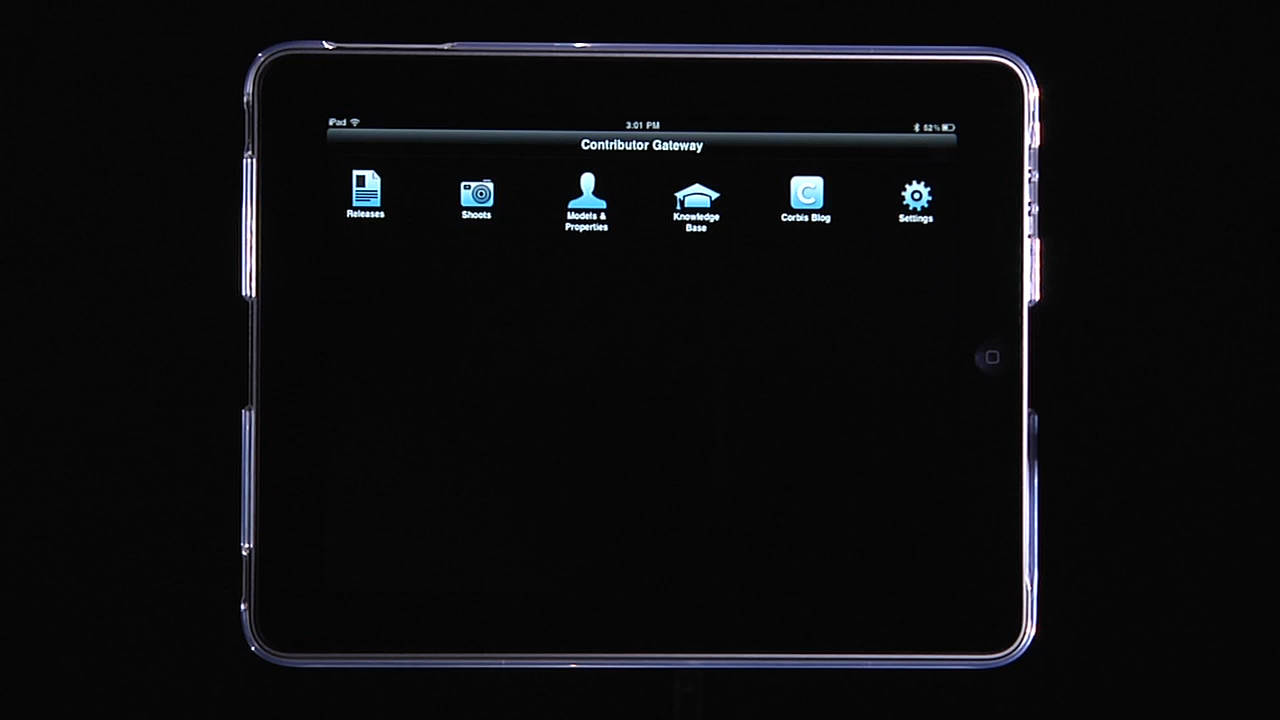 iPad 3:01 PM 52%
Contributor Gateway
Releases Shoots Models & Properties Knowledge Base Corbis Blog Settings